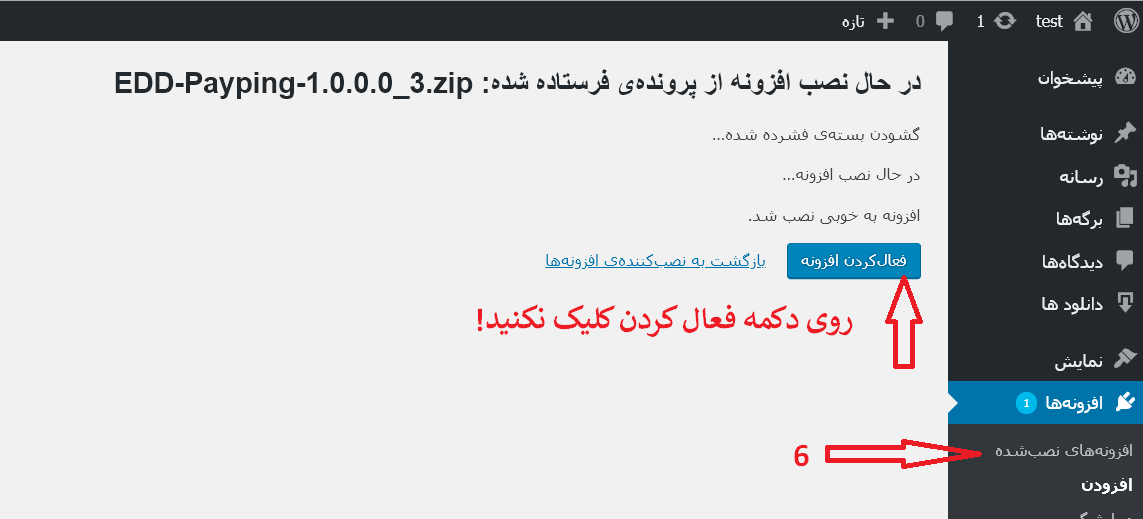 test
1
0
تازه
پیشخوان
نوشته‌ها
رسانه
برگه‌ها
دیدگاه‌ها
دانلود ها
نمایش
افزونه‌ها 1
افزونه‌های نصب‌شده
افزودن
در حال نصب افزونه از پرونده‌ی فرستاده شده: EDD-Payping-1.0.0.0_3.zip
گشودن بسته‌ی فشرده شده…
در حال نصب افزونه…
افزونه به خوبی نصب شد.
فعال‌کردن افزونه بازگشت به نصب‌کننده‌ی افزونه‌ها
روی دکمه فعال کردن کلیک نکنید!
6